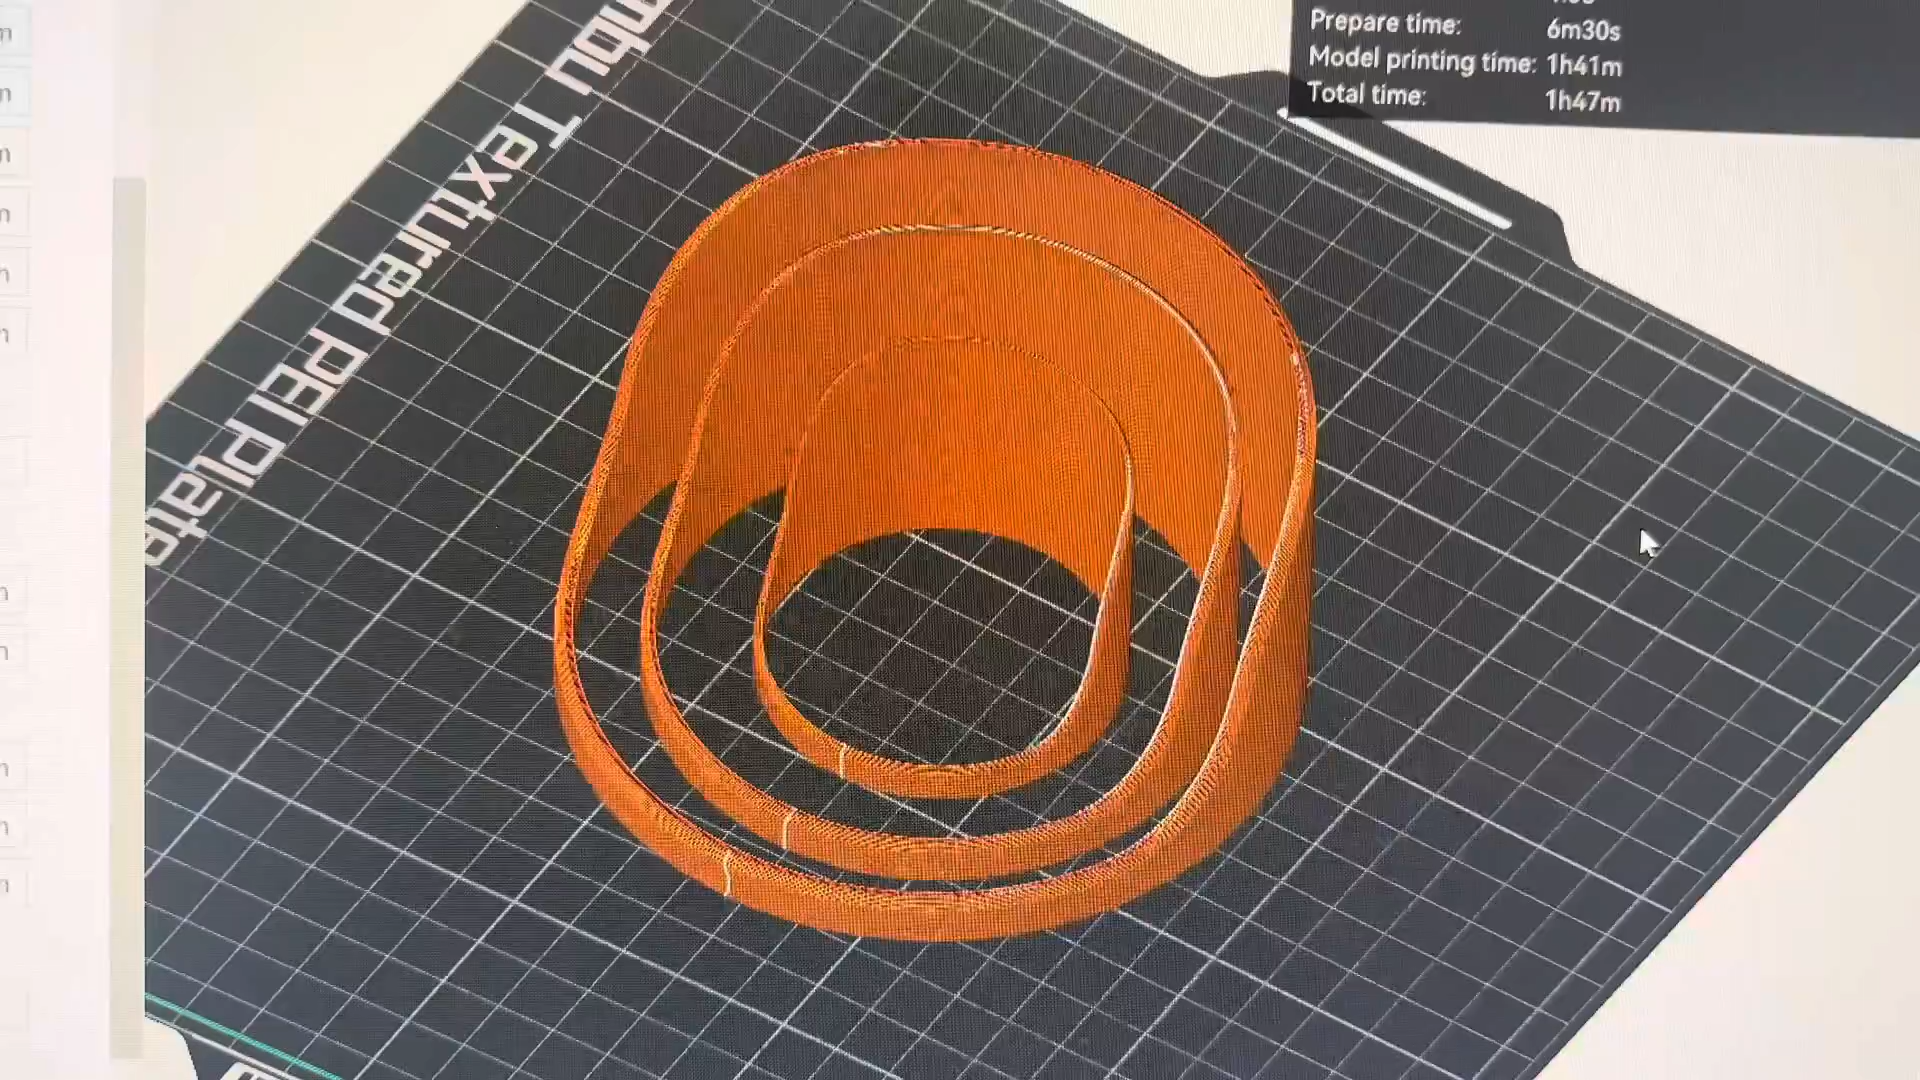 Prepare time: 6m30s
Model printing time: 1h41m
Total time: 1h47m
Textured PEI Plate